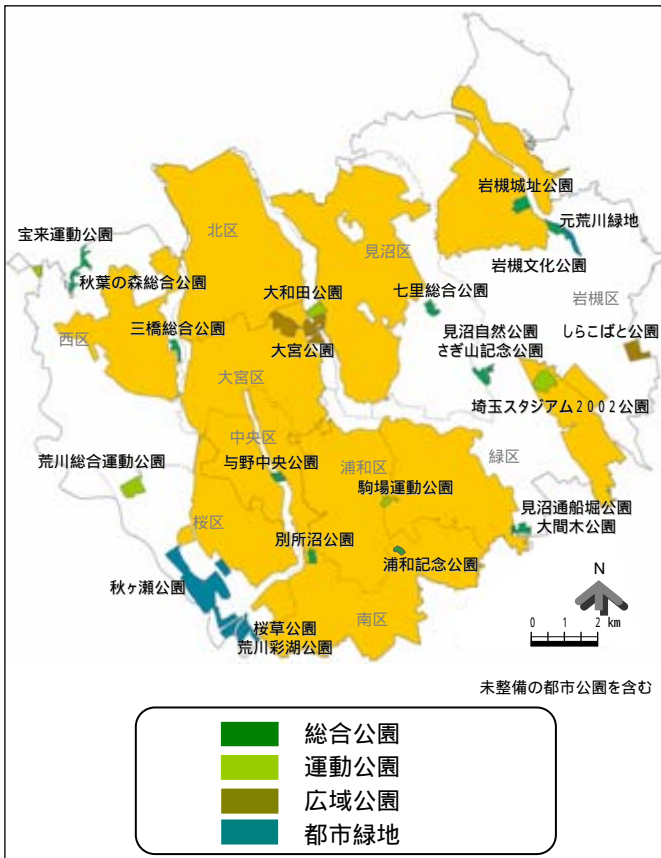 岩槻城址公園
元荒川緑地
北区
宝来運動公園
見沼区
岩槻文化公園
秋葉の森総合公園
大和田公園
七里総合公園
岩槻区
三橋総合公園
見沼自然公園
しらこばと公園
西区
大宮公園
さぎ山記念公園
大宮区
埼玉スタジアム2002公園
中央区
荒川総合運動公園
与野中央公園
浦和区
緑区
駒場運動公園
見沼通船堀公園
桜区
大間木公園
別所沼公園
浦和記念公園
秋ヶ瀬公園
N
南区
桜草公園
荒川彩湖公園
0 1 2 km
未整備の都市公園を含む
総合公園
運動公園
広域公園
都市緑地